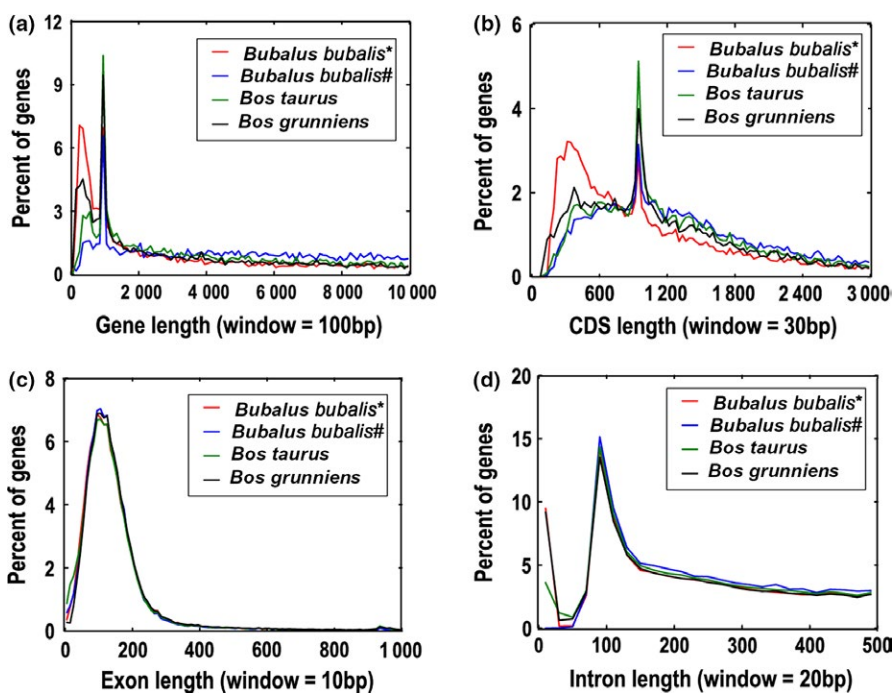 (a)
12
9
6
3
0
Percent of genes
Bubalus bubalis*
Bubalus bubalis#
Bos taurus
Bos grunniens
0 2 000 4 000 6 000 8 000 10 000
Gene length (window = 100bp)
(b)
6
4
2
0
Percent of genes
Bubalus bubalis*
Bubalus bubalis#
Bos taurus
Bos grunniens
0 600 1 200 1 800 2 400 3 000
CDS length (window = 30bp)
(c)
8
6
4
2
0
Percent of genes
Bubalus bubalis*
Bubalus bubalis#
Bos taurus
Bos grunniens
0 200 400 600 800 1 000
Exon length (window = 10bp)
(d)
20
15
10
5
0
Percent of genes
Bubalus bubalis*
Bubalus bubalis#
Bos taurus
Bos grunniens
0 100 200 300 400 500
Intron length (window = 20bp)